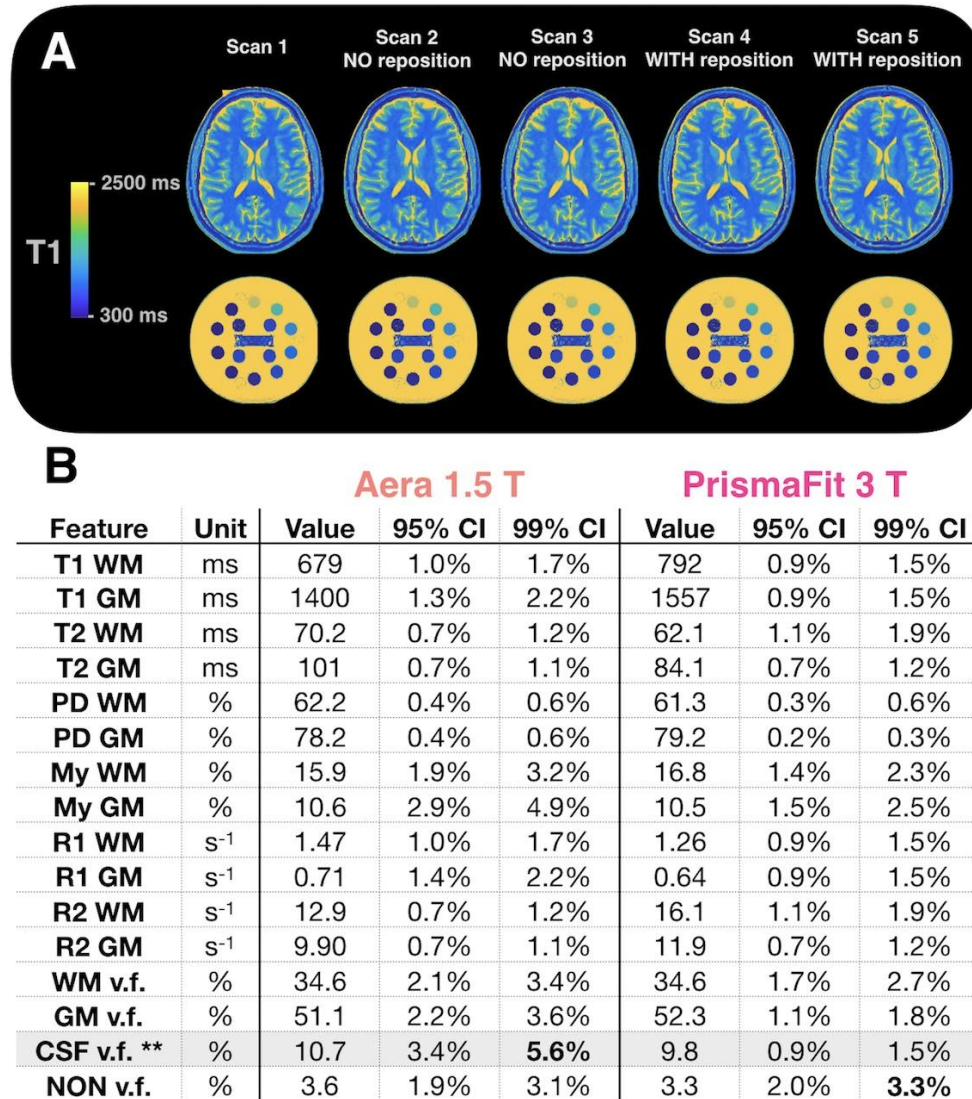 A
Scan 1
Scan 2
NO reposition
Scan 3
NO reposition
Scan 4
WITH reposition
Scan 5
WITH reposition
T1
2500 ms
300 ms
B
Aera 1.5 T PrismaFit 3 T
Feature Unit Value 95% CI 99% CI Value 95% CI 99% CI
T1 WM ms 679 1.0% 1.7% 792 0.9% 1.5%
T1 GM ms 1400 1.3% 2.2% 1557 0.9% 1.5%
T2 WM ms 70.2 0.7% 1.2% 62.1 1.1% 1.9%
T2 GM ms 101 0.7% 1.1% 84.1 0.7% 1.2%
PD WM % 62.2 0.4% 0.6% 61.3 0.3% 0.6%
PD GM % 78.2 0.4% 0.6% 79.2 0.2% 0.3%
My WM % 15.9 1.9% 3.2% 16.8 1.4% 2.3%
My GM % 10.6 2.9% 4.9% 10.5 1.5% 2.5%
R1 WM s⁻¹ 1.47 1.0% 1.7% 1.26 0.9% 1.5%
R1 GM s⁻¹ 0.71 1.4% 2.2% 0.64 0.9% 1.5%
R2 WM s⁻¹ 12.9 0.7% 1.2% 16.1 1.1% 1.9%
R2 GM s⁻¹ 9.90 0.7% 1.1% 11.9 0.7% 1.2%
WM v.f. % 34.6 2.1% 3.4% 34.6 1.7% 2.7%
GM v.f. % 51.1 2.2% 3.6% 52.3 1.1% 1.8%
CSF v.f. ** % 10.7 3.4% 5.6% 9.8 0.9% 1.5%
NON v.f. % 3.6 1.9% 3.1% 3.3 2.0% 3.3%